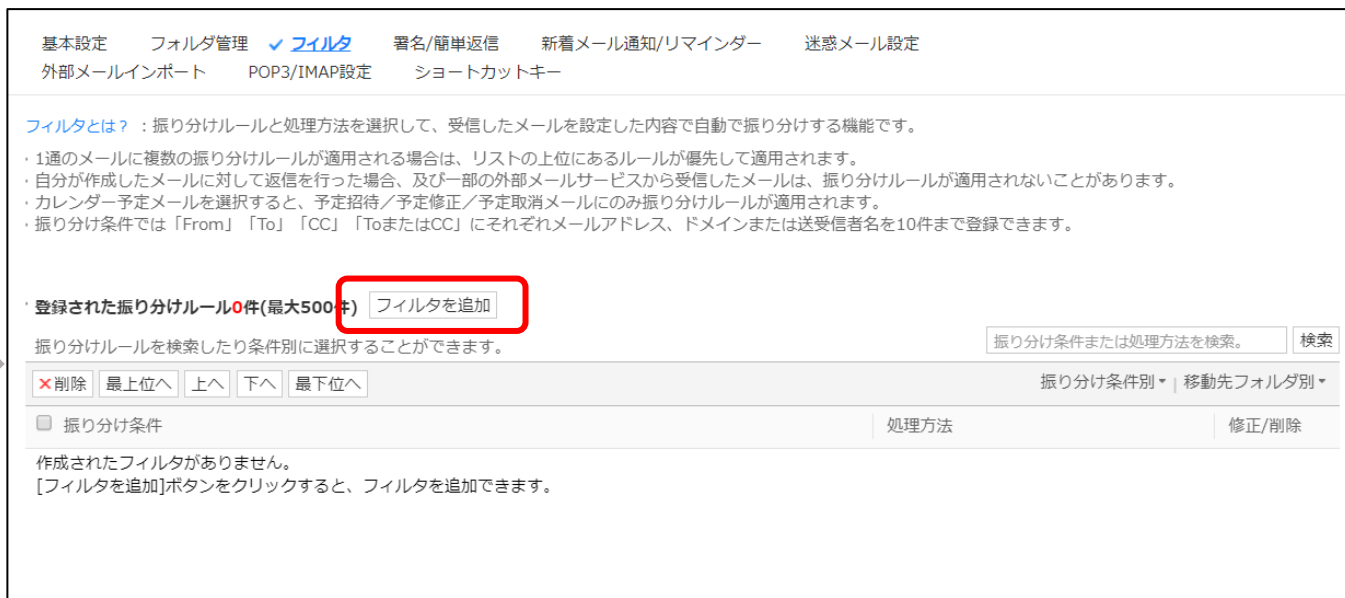 基本設定 フォルダ管理 ✓ フィルタ 署名/簡単返信 新着メール通知/リマインダー 迷惑メール設定
外部メールインポート POP3/IMAP設定 ショートカットキー
フィルタとは? : 振り分けルールと処理方法を選択して、受信したメールを設定した内容で自動で振り分けする機能です。
· 1通のメールに複数の振り分けルールが適用される場合は、リストの上位にあるルールが優先して適用されます。
· 自分が作成したメールに対して返信を行った場合、及び一部の外部メールサービスから受信したメールは、振り分けルールが適用されないことがあります。
· カレンダー予定メールを選択すると、予定招待／予定修正／予定取消メールにのみ振り分けルールが適用されます。
· 振り分け条件では「From」「To」「CC」「ToまたはCC」にそれぞれメールアドレス、ドメインまたは送受信者名を10件まで登録できます。
· 登録された振り分けルール0件(最大500件) フィルタを追加
振り分けルールを検索したり条件別に選択することができます。 振り分け条件または処理方法を検索。 検索
×削除 最上位へ 上へ 下へ 最下位へ 振り分け条件別▼ | 移動先フォルダ別▼
振り分け条件 処理方法 修正/削除
作成されたフィルタがありません。
[フィルタを追加]ボタンをクリックすると、フィルタを追加できます。